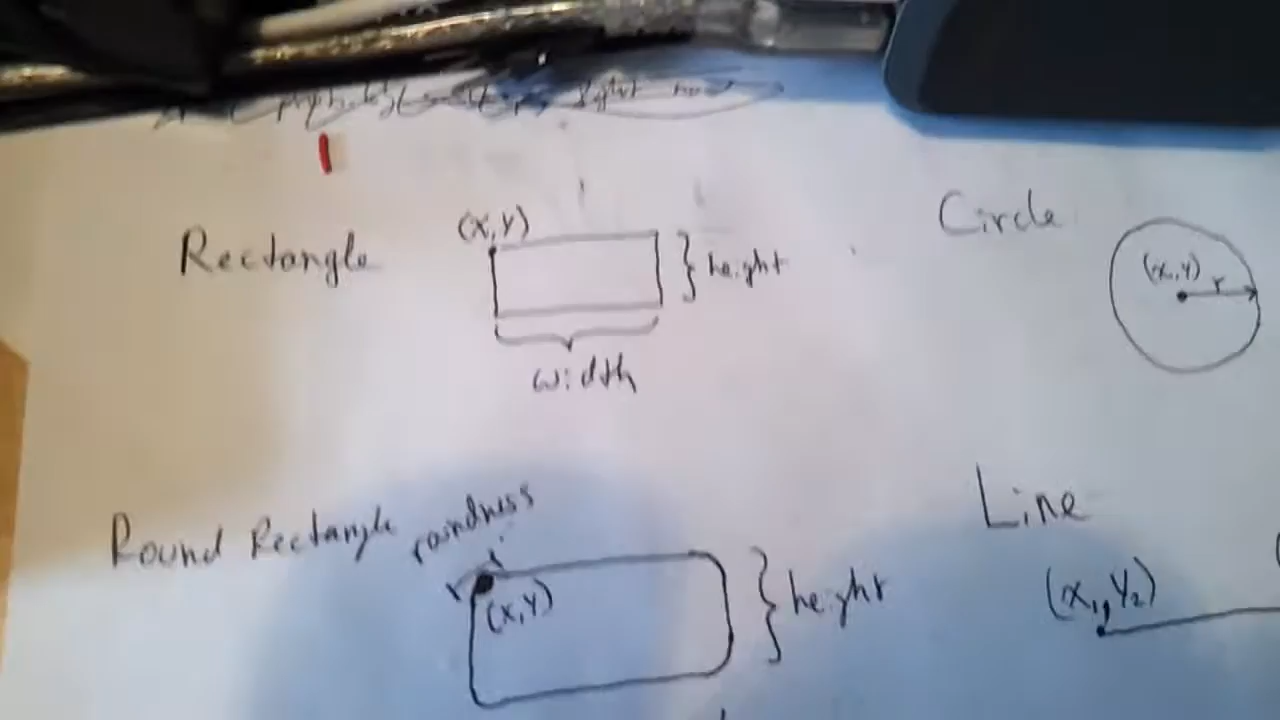 Rectangle
(x,y)
height
width
Circle
(x,y)
r
Round Rectangle
roundness
(x,y)
height
Line
(x1,y2)